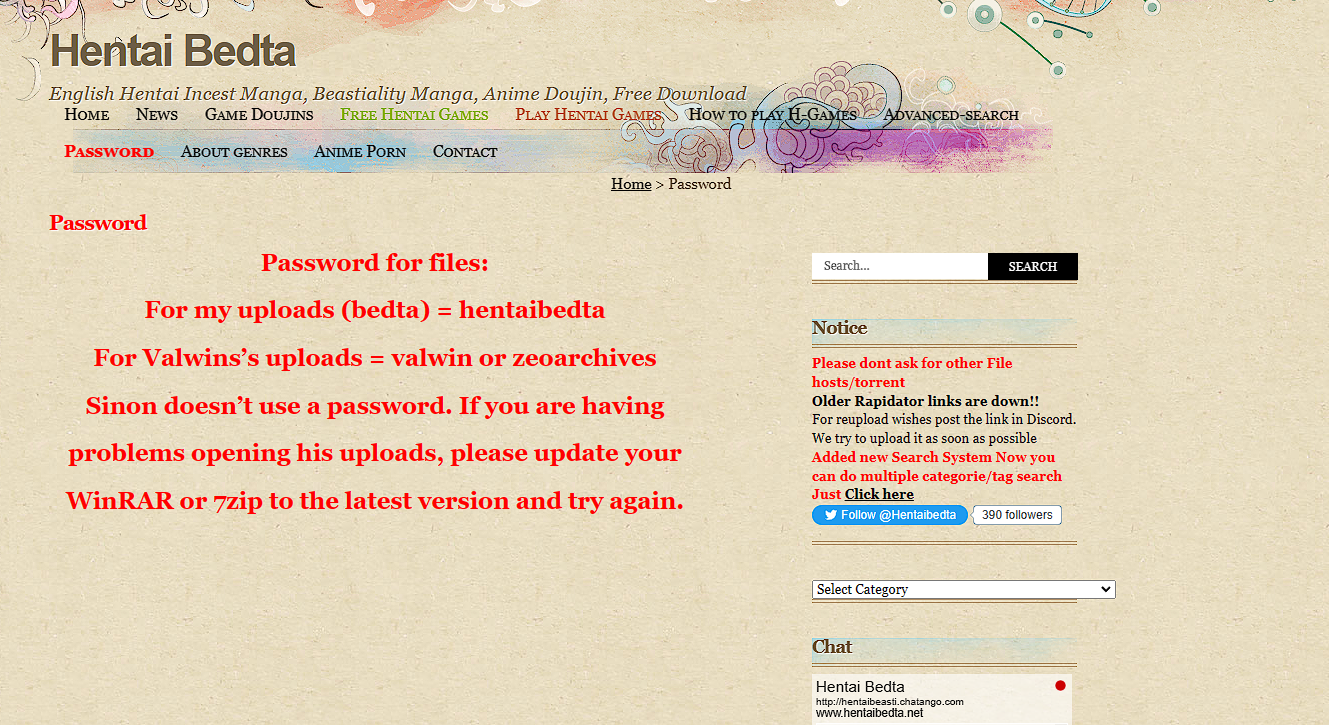 Hentai Bedta
English Hentai Incest Manga, Beastiality Manga, Anime Doujin, Free Download
Home News Game Doujins Free Hentai Games Play Hentai Games How to play H-Games Advanced-search
Password About genres Anime Porn Contact
Home > Password
Password
Password for files:
For my uploads (bedta) = hentaibedta
For Valwins’s uploads = valwin or zeoarchives
Sinon doesn’t use a password. If you are having
problems opening his uploads, please update your
WinRAR or 7zip to the latest version and try again.
Search... SEARCH
Notice
Please dont ask for other File
hosts/torrent
Older Rapidator links are down!!
For reupload wishes post the link in Discord.
We try to upload it as soon as possible
Added new Search System Now you
can do multiple categorie/tag search
Just Click here
Follow @Hentaibedta 390 followers
Select Category
Chat
Hentai Bedta
http://hentaibeasti.chatango.com
www.hentaibedta.net